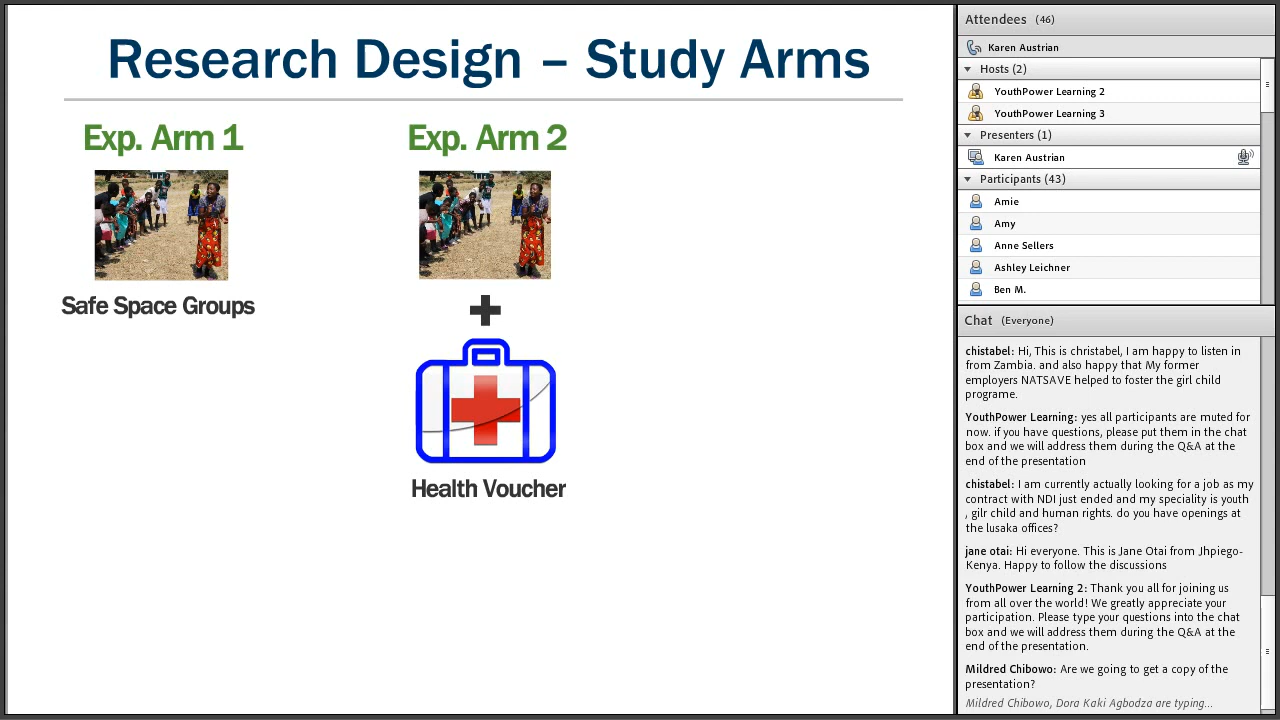 Research Design – Study Arms
Exp. Arm 1
Exp. Arm 2
Safe Space Groups
Health Voucher
Attendees (46)
Karen Austrian
Hosts (2)
YouthPower Learning 2
YouthPower Learning 3
Presenters (1)
Karen Austrian
Participants (43)
Amie
Amy
Anne Sellers
Ashley Leichner
Ben M.
Chat (Everyone)
chistabel: Hi, This is christabel, I am happy to listen in
from Zambia. and also happy that My former
employers NATSAVE helped to foster the girl child
programe.
YouthPower Learning: yes all participants are muted for
now. if you have questions, please put them in the chat
box and we will address them during the Q&A at the
end of the presentation
chistabel: I am currently actually looking for a job us my
contract with NDI just ended and my speciality is youth
, gilr child and human rights. do you have openings at
the lusaka offices?
jane otai: Hi everyone. This is Jane Otai from Jhpiego-
Kenya. Happy to follow the discussions
YouthPower Learning 2: Thank you all for joining us
from all over the world! We greatly appreciate your
participation. Please type your questions into the chat
box and we will address them during the Q&A at the
end of the presentation.
Mildred Chibowo: Are we going to get a copy of the
presentation?
Mildred Chibowo, Dora Kaki Agbodza are typing...